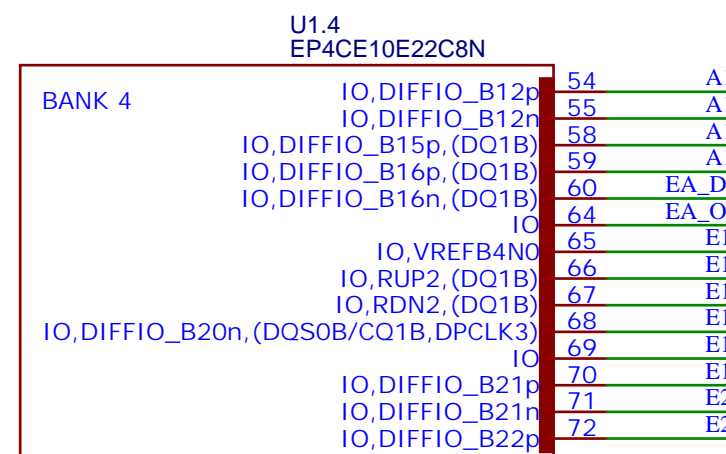 U1.4
EP4CE10E22C8N
BANK 4
IO,DIFFIO_B12p 54
IO,DIFFIO_B12n 55
IO,DIFFIO_B15p,(DQ1B) 58
IO,DIFFIO_B16p,(DQ1B) 59
IO,DIFFIO_B16n,(DQ1B) 60
IO 64
IO,VREFB4N0 65
IO,RUP2,(DQ1B) 66
IO,RDN2,(DQ1B) 67
IO,DIFFIO_B20n,(DQS0B/CQ1B,DPCLK3) 68
IO 69
IO,DIFFIO_B21p 70
IO,DIFFIO_B21n 71
IO,DIFFIO_B22p 72